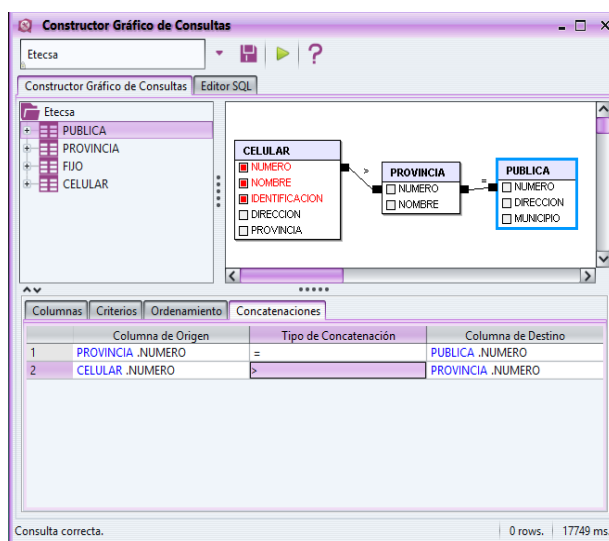 Constructor Gráfico de Consultas
Etecsa
Constructor Gráfico de Consultas Editor SQL
Etecsa
PUBLICA
PROVINCIA
FIJO
CELULAR
CELULAR
NUMERO
NOMBRE
IDENTIFICACION
DIRECCION
PROVINCIA
>
PROVINCIA
NUMERO
NOMBRE
=
PUBLICA
NUMERO
DIRECCION
MUNICIPIO
Columnas Criterios Ordenamiento Concatenaciones
Columna de Origen Tipo de Concatenación Columna de Destino
1 PROVINCIA .NUMERO = PUBLICA .NUMERO
2 CELULAR .NUMERO > PROVINCIA .NUMERO
Consulta correcta. 0 rows. 17749 ms.